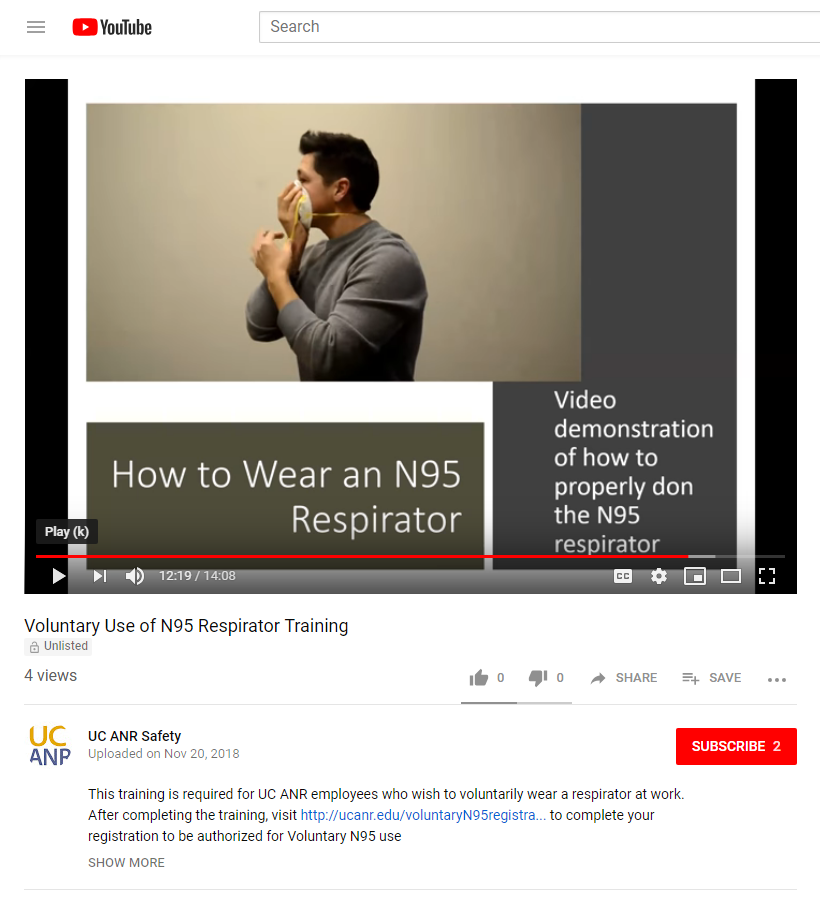 YouTube
Search
How to Wear an N95
Respirator
Video
demonstration
of how to
properly don
the N95
respirator
Play (k)
12:19 / 14:08
CC
Voluntary Use of N95 Respirator Training
Unlisted
4 views
0
0
SHARE
SAVE
UC
ANR
UC ANR Safety
Uploaded on Nov 20, 2018
SUBSCRIBE 2
This training is required for UC ANR employees who wish to voluntarily wear a respirator at work.
After completing the training, visit http://ucanr.edu/voluntaryN95registra... to complete your
registration to be authorized for Voluntary N95 use
SHOW MORE